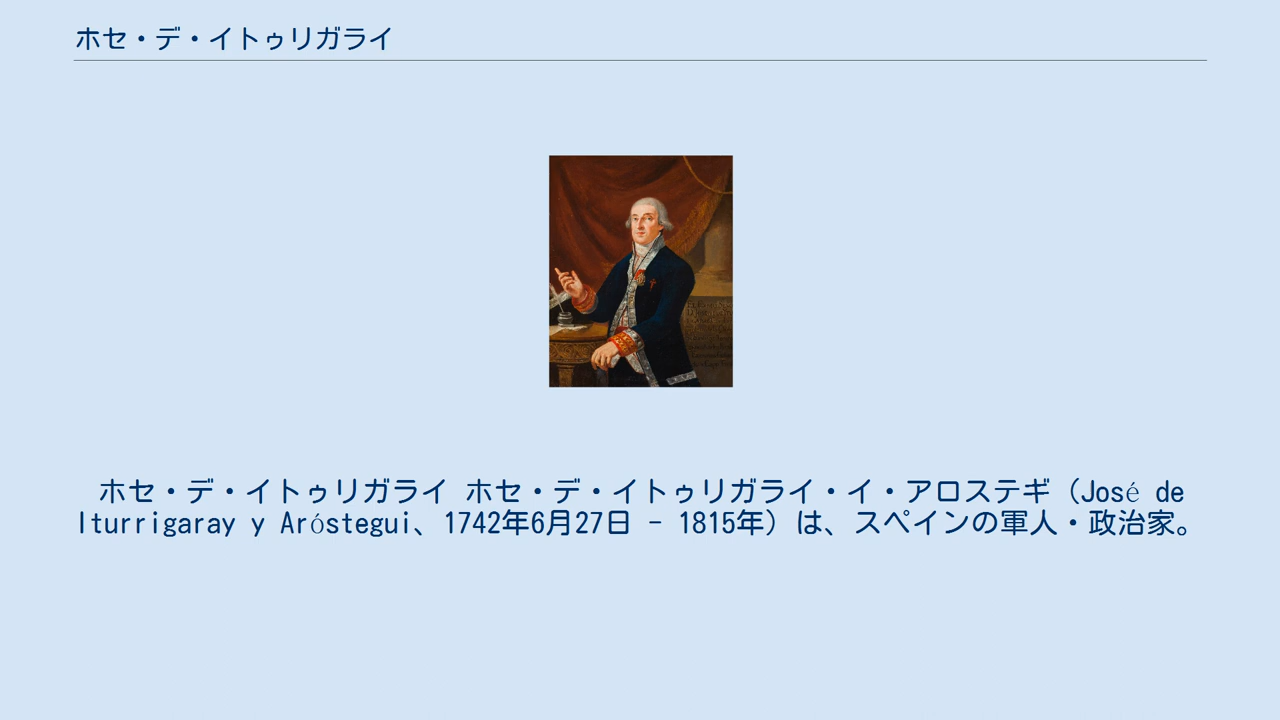 ホセ・デ・イトゥリガライ
ホセ・デ・イトゥリガライ ホセ・デ・イトゥリガライ・イ・アロステギ（José de
Iturrigaray y Aróstegui、1742年6月27日 - 1815年）は、スペインの軍人・政治家。